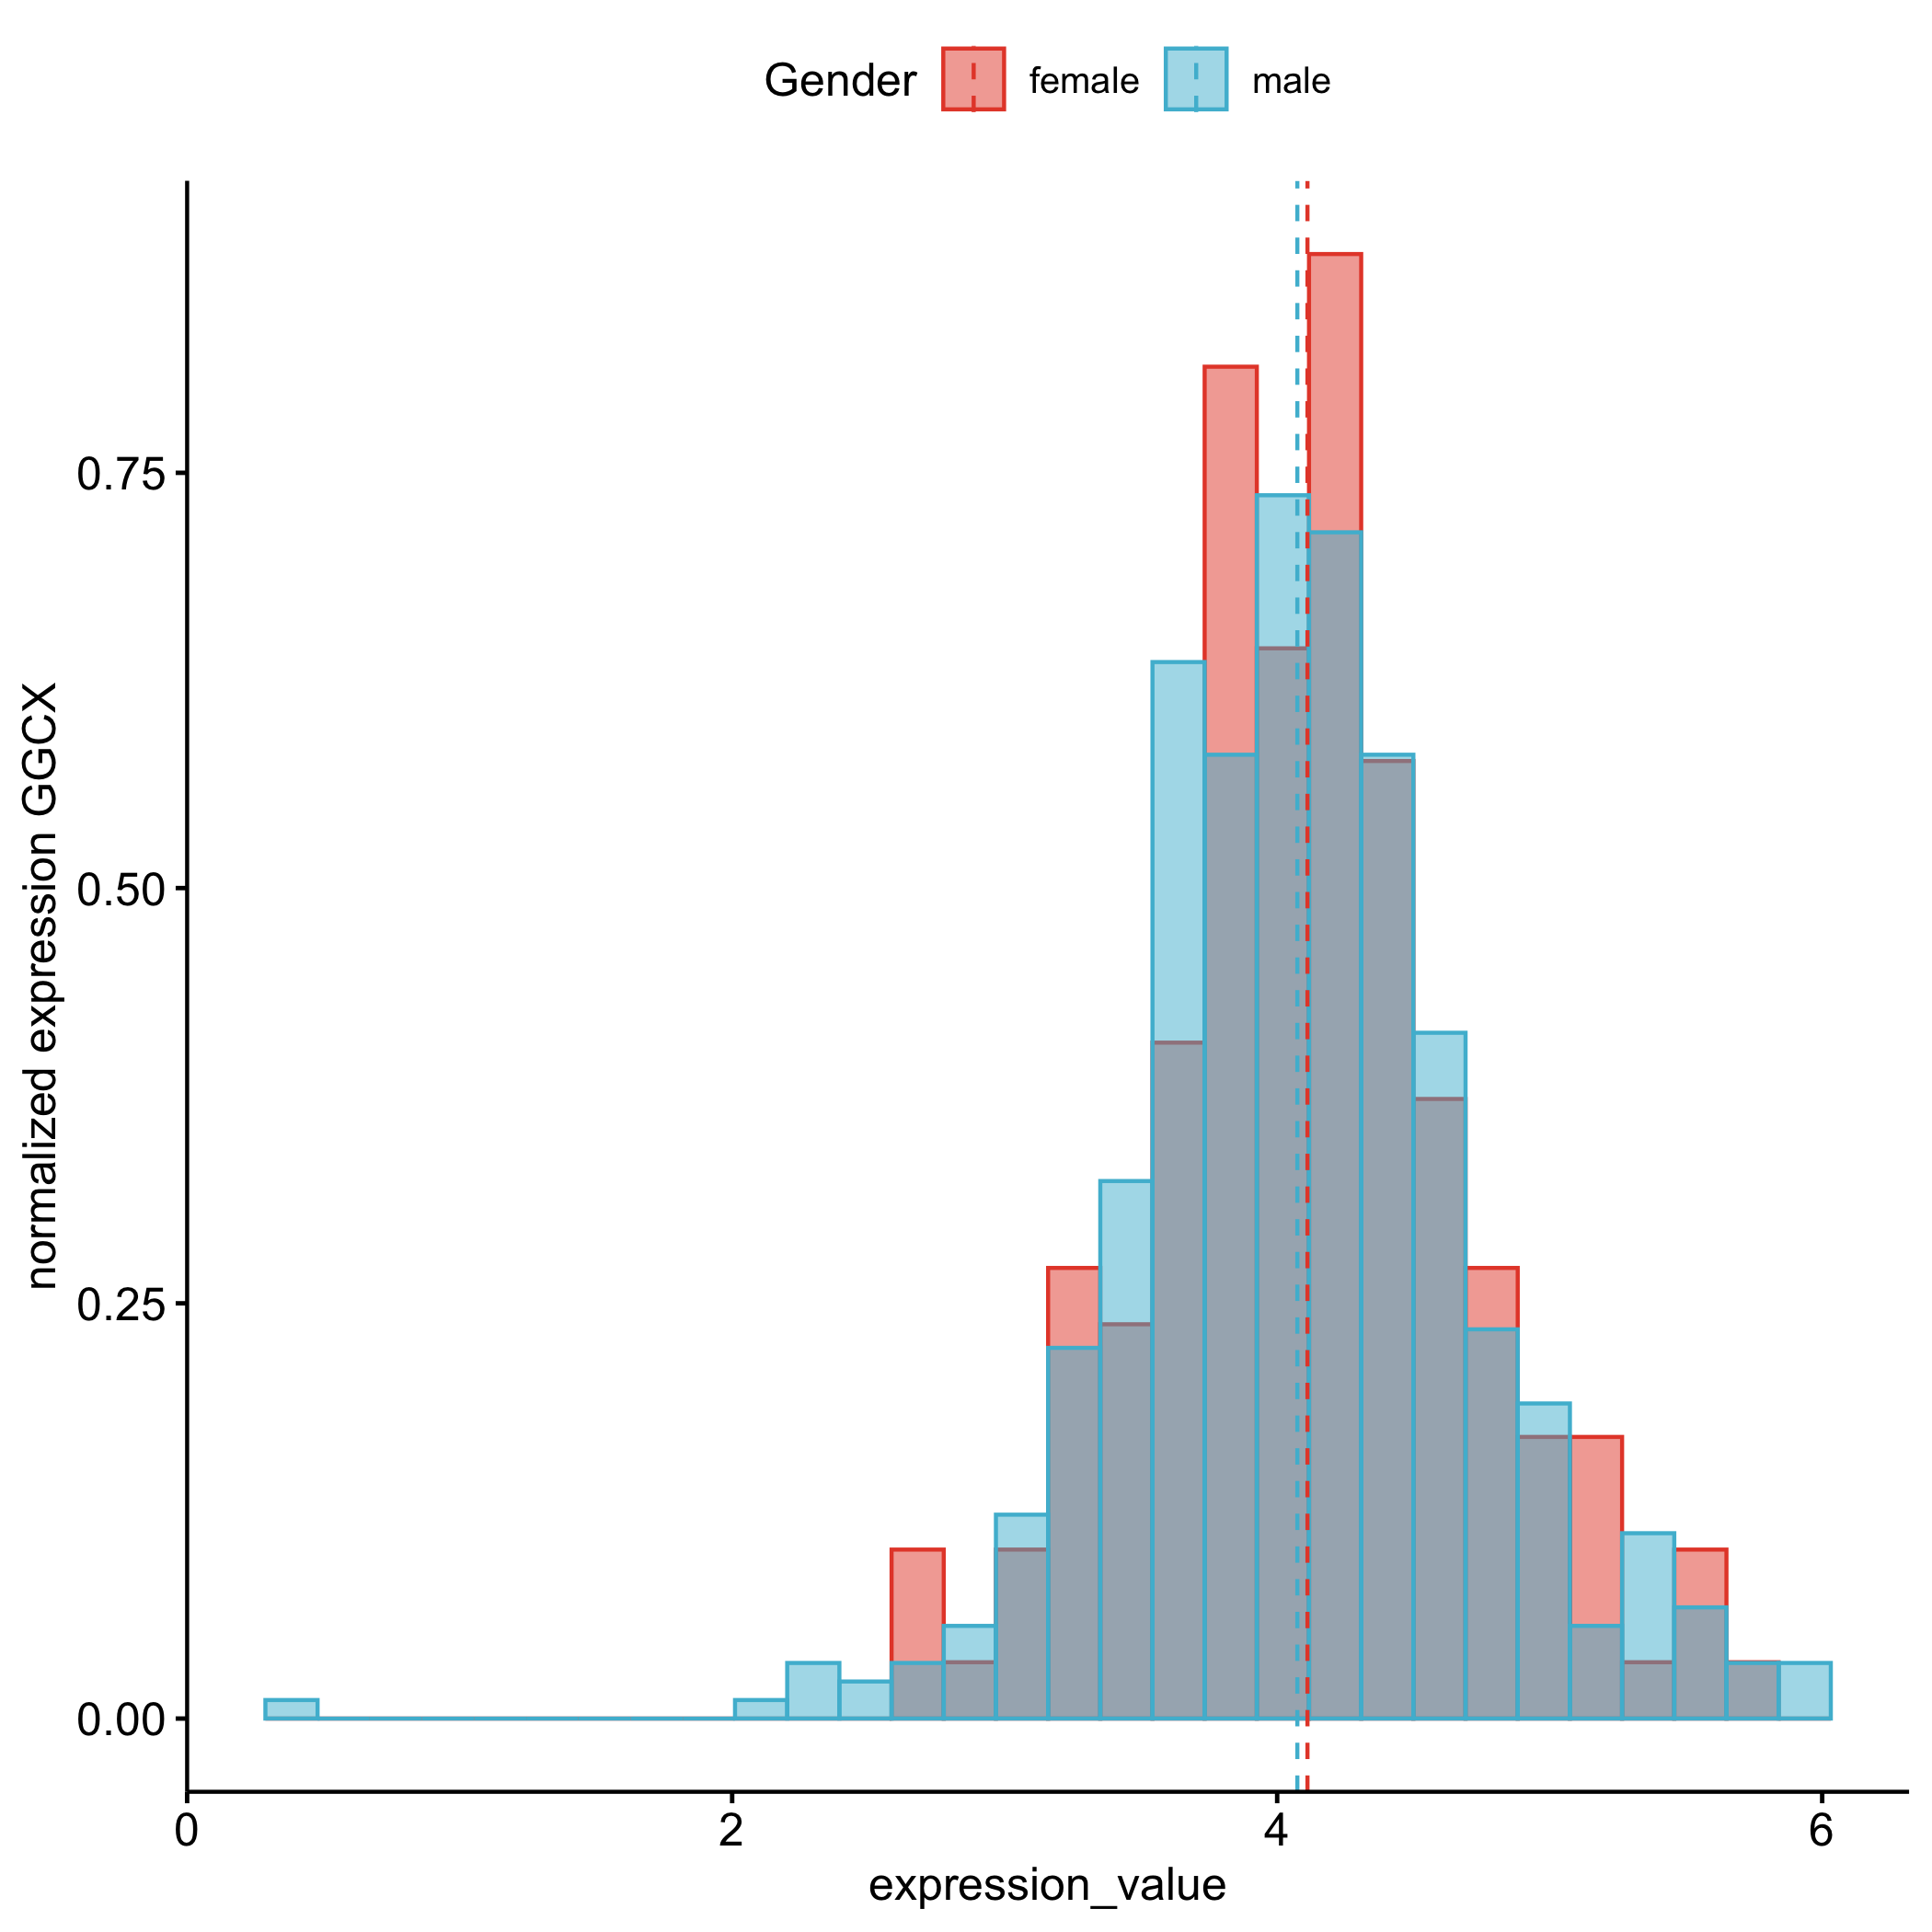 Gender female male
normalized expression GGCX
0.75
0.50
0.25
0.00
0 2 4 6
expression_value